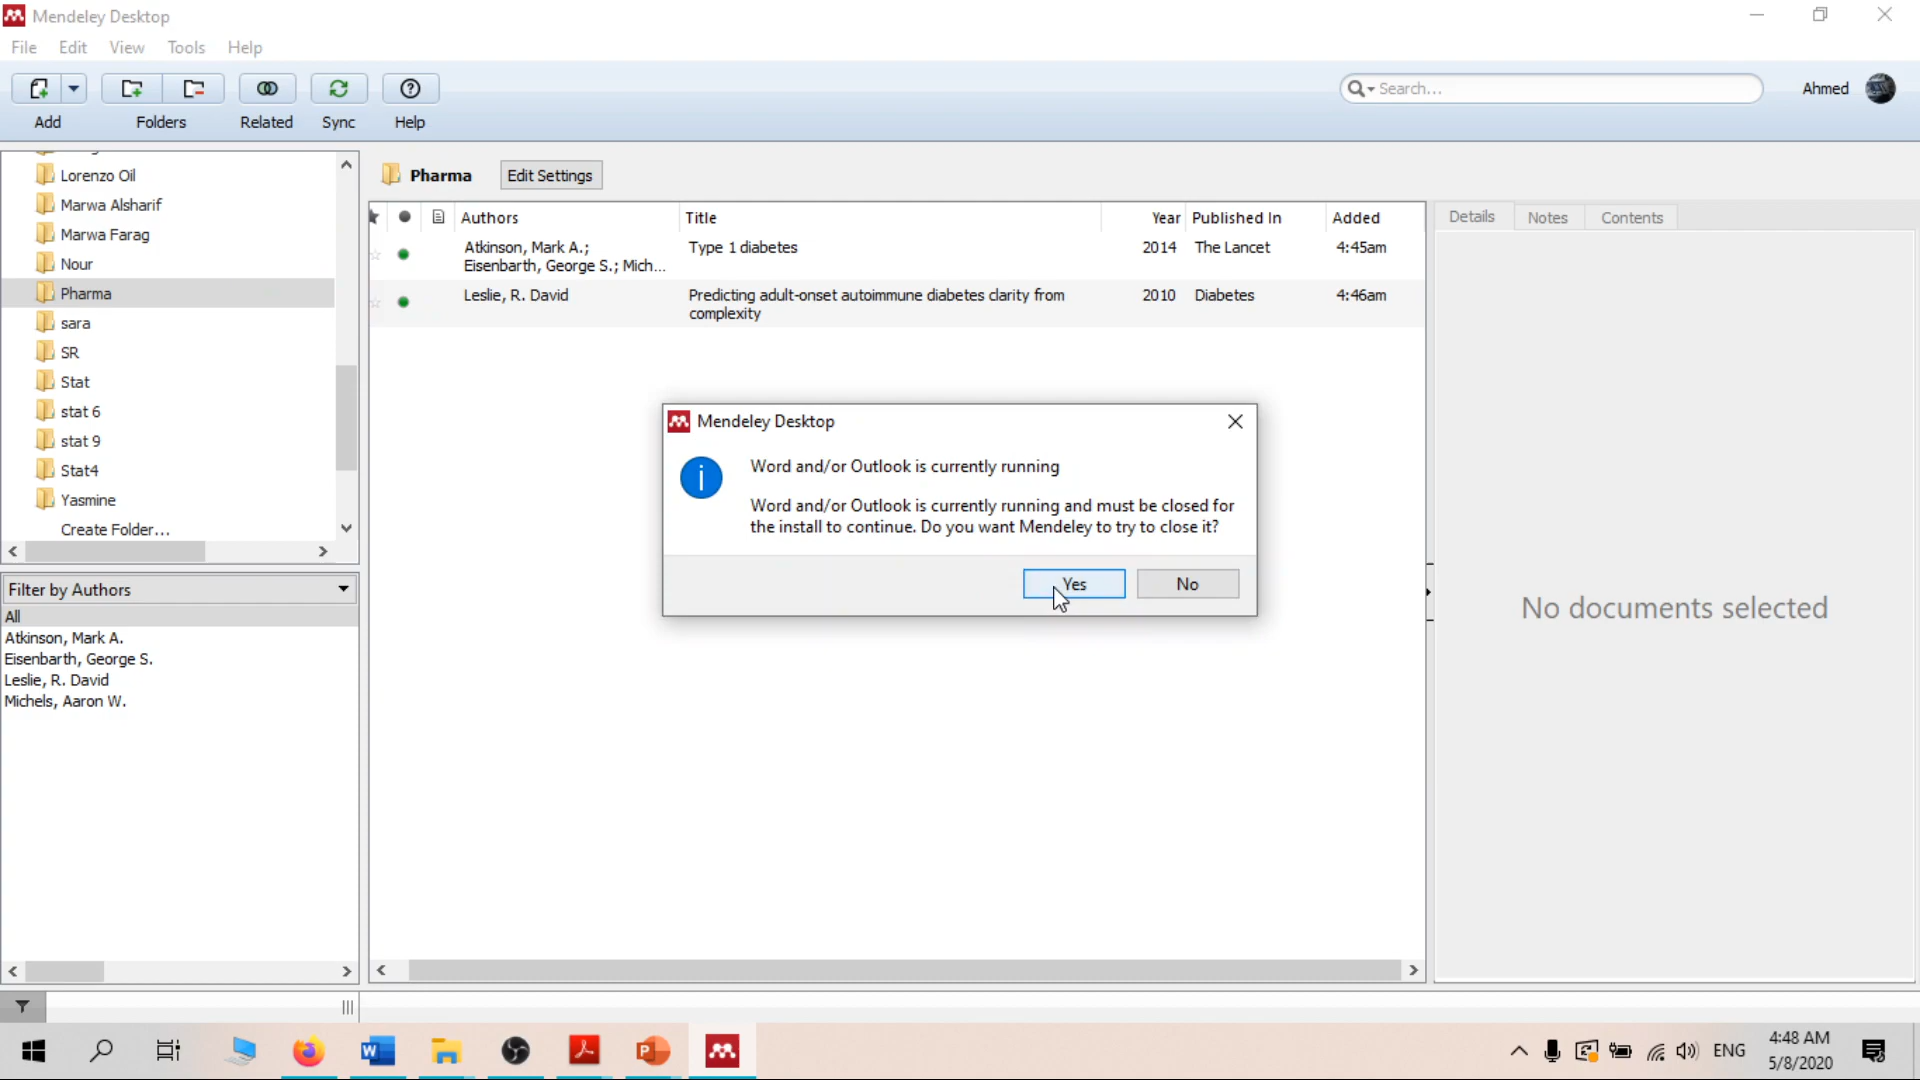 Mendeley Desktop
File Edit View Tools Help
Add Folders Related Sync Help
Search...
Ahmed
Lorenzo Oil
Marwa Alsharif
Marwa Farag
Nour
Pharma
sara
SR
Stat
stat 6
stat 9
Stat4
Yasmine
Create Folder...
Filter by Authors
All
Atkinson, Mark A.
Eisenbarth, George S.
Leslie, R. David
Michels, Aaron W.
Pharma Edit Settings
Authors Title Year Published In Added
Atkinson, Mark A.; Type 1 diabetes 2014 The Lancet 4:45am
Eisenbarth, George S.; Mich...
Leslie, R. David Predicting adult-onset autoimmune diabetes clarity from 2010 Diabetes 4:46am
complexity
Mendeley Desktop
Word and/or Outlook is currently running
Word and/or Outlook is currently running and must be closed for
the install to continue. Do you want Mendeley to try to close it?
Yes No
Details Notes Contents
No documents selected
ENG
4:48 AM
5/8/2020